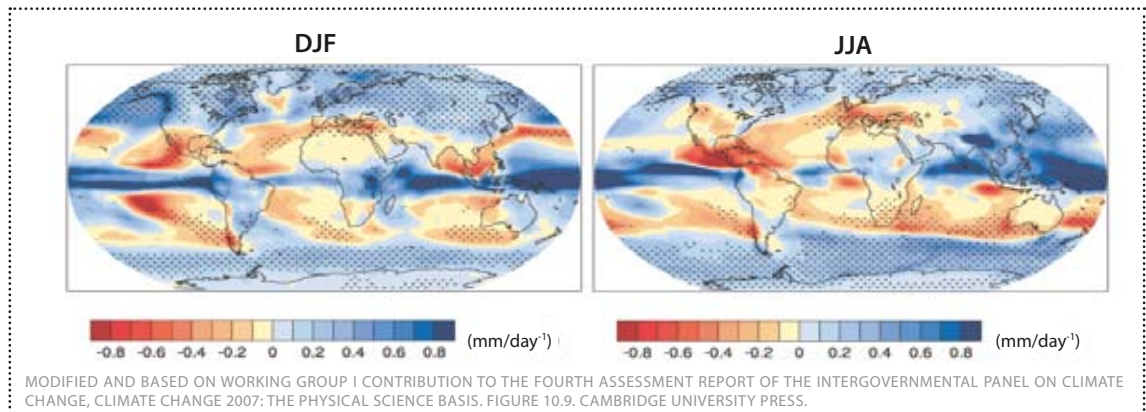 DJF
JJA
-0.8 -0.6 -0.4 -0.2 0 0.2 0.4 0.6 0.8 (mm/day⁻¹)
-0.8 -0.6 -0.4 -0.2 0 0.2 0.4 0.6 0.8 (mm/day⁻¹)
MODIFIED AND BASED ON WORKING GROUP I CONTRIBUTION TO THE FOURTH ASSESSMENT REPORT OF THE INTERGOVERNMENTAL PANEL ON CLIMATE
CHANGE, CLIMATE CHANGE 2007: THE PHYSICAL SCIENCE BASIS. FIGURE 10.9. CAMBRIDGE UNIVERSITY PRESS.